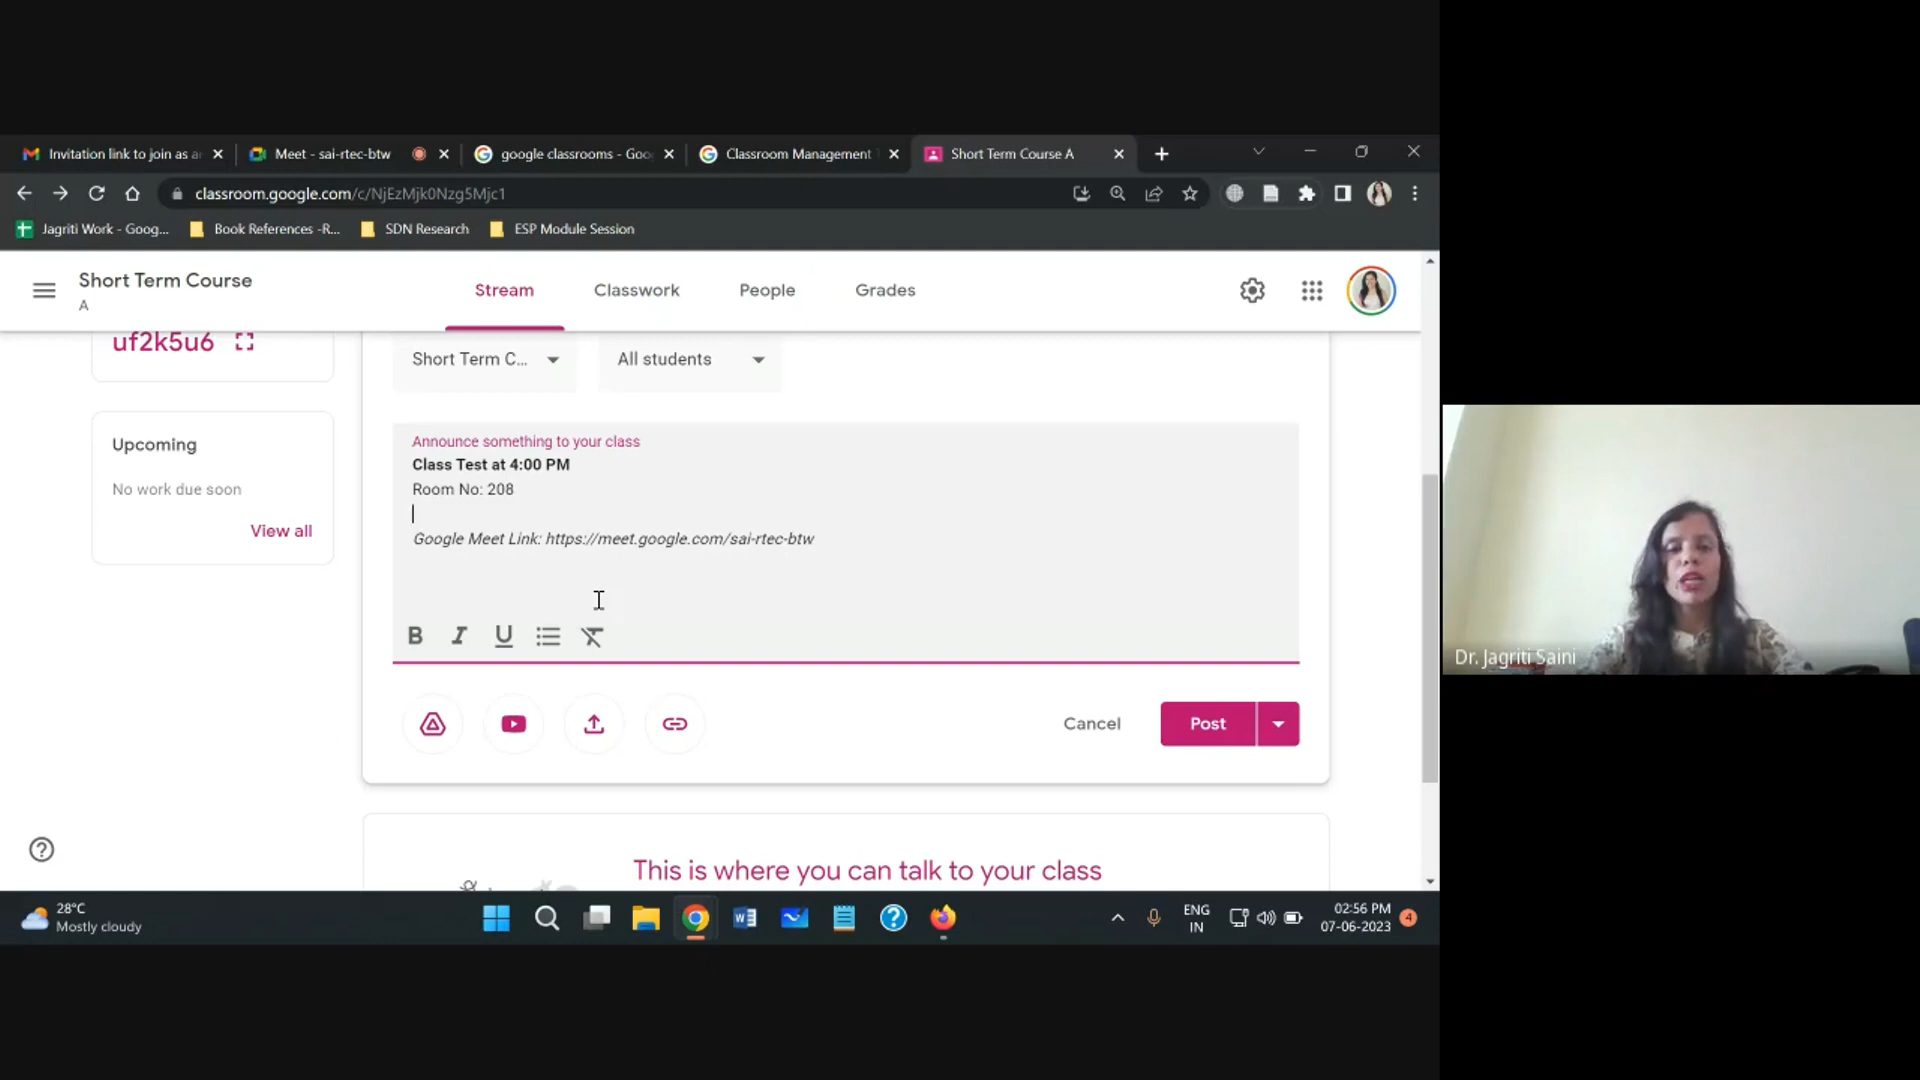 Invitation link to join as a
Meet - sai-rtec-btw
google classrooms - Goo
Classroom Management
Short Term Course A
classroom.google.com/c/NjEzMjk0Nzg5Mjc1
Jagriti Work - Goog...
Book References -R...
SDN Research
ESP Module Session
Short Term Course
A
Stream
Classwork
People
Grades
uf2k5u6
Short Term C...
All students
Upcoming
No work due soon
View all
Announce something to your class
Class Test at 4:00 PM
Room No: 208
Google Meet Link: https://meet.google.com/sai-rtec-btw
B I U
Cancel
Post
This is where you can talk to your class
Dr. Jagriti Saini
28°C
Mostly cloudy
ENG
IN
02:56 PM
07-06-2023
4